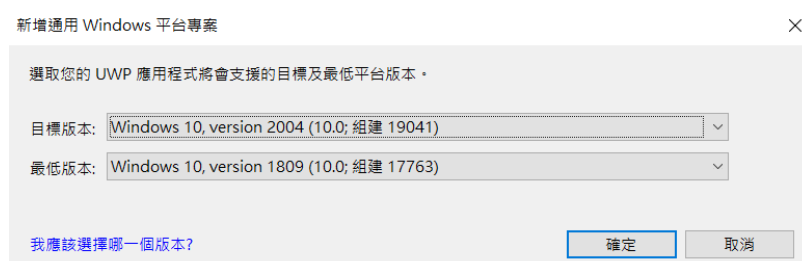 新增通用 Windows 平台專案
選取您的 UWP 應用程式將會支援的目標及最低平台版本。
目標版本: Windows 10, version 2004 (10.0; 組建 19041)
最低版本: Windows 10, version 1809 (10.0; 組建 17763)
我應該選擇哪一個版本? 確定 取消